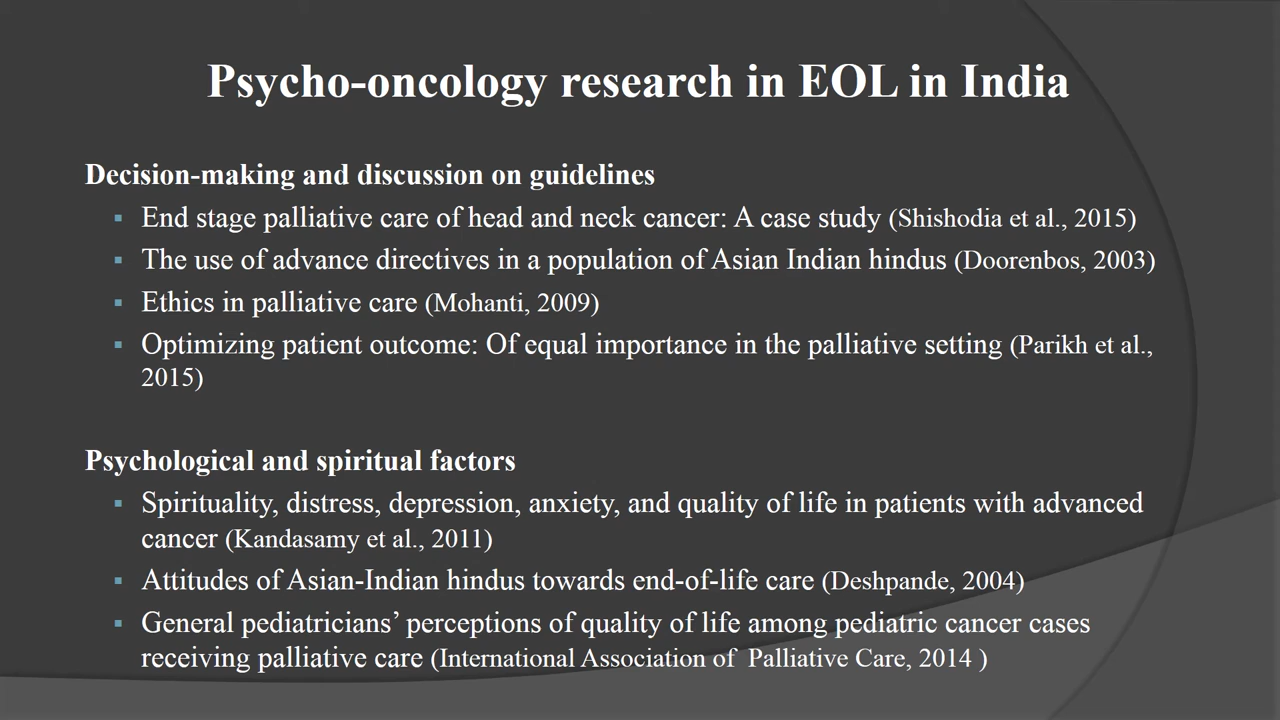 Psycho-oncology research in EOL in India
Decision-making and discussion on guidelines
▪ End stage palliative care of head and neck cancer: A case study (Shishodia et al., 2015)
▪ The use of advance directives in a population of Asian Indian hindus (Doorenbos, 2003)
▪ Ethics in palliative care (Mohanti, 2009)
▪ Optimizing patient outcome: Of equal importance in the palliative setting (Parikh et al.,
2015)
Psychological and spiritual factors
▪ Spirituality, distress, depression, anxiety, and quality of life in patients with advanced
cancer (Kandasamy et al., 2011)
▪ Attitudes of Asian-Indian hindus towards end-of-life care (Deshpande, 2004)
▪ General pediatricians’ perceptions of quality of life among pediatric cancer cases
receiving palliative care (International Association of Palliative Care, 2014 )